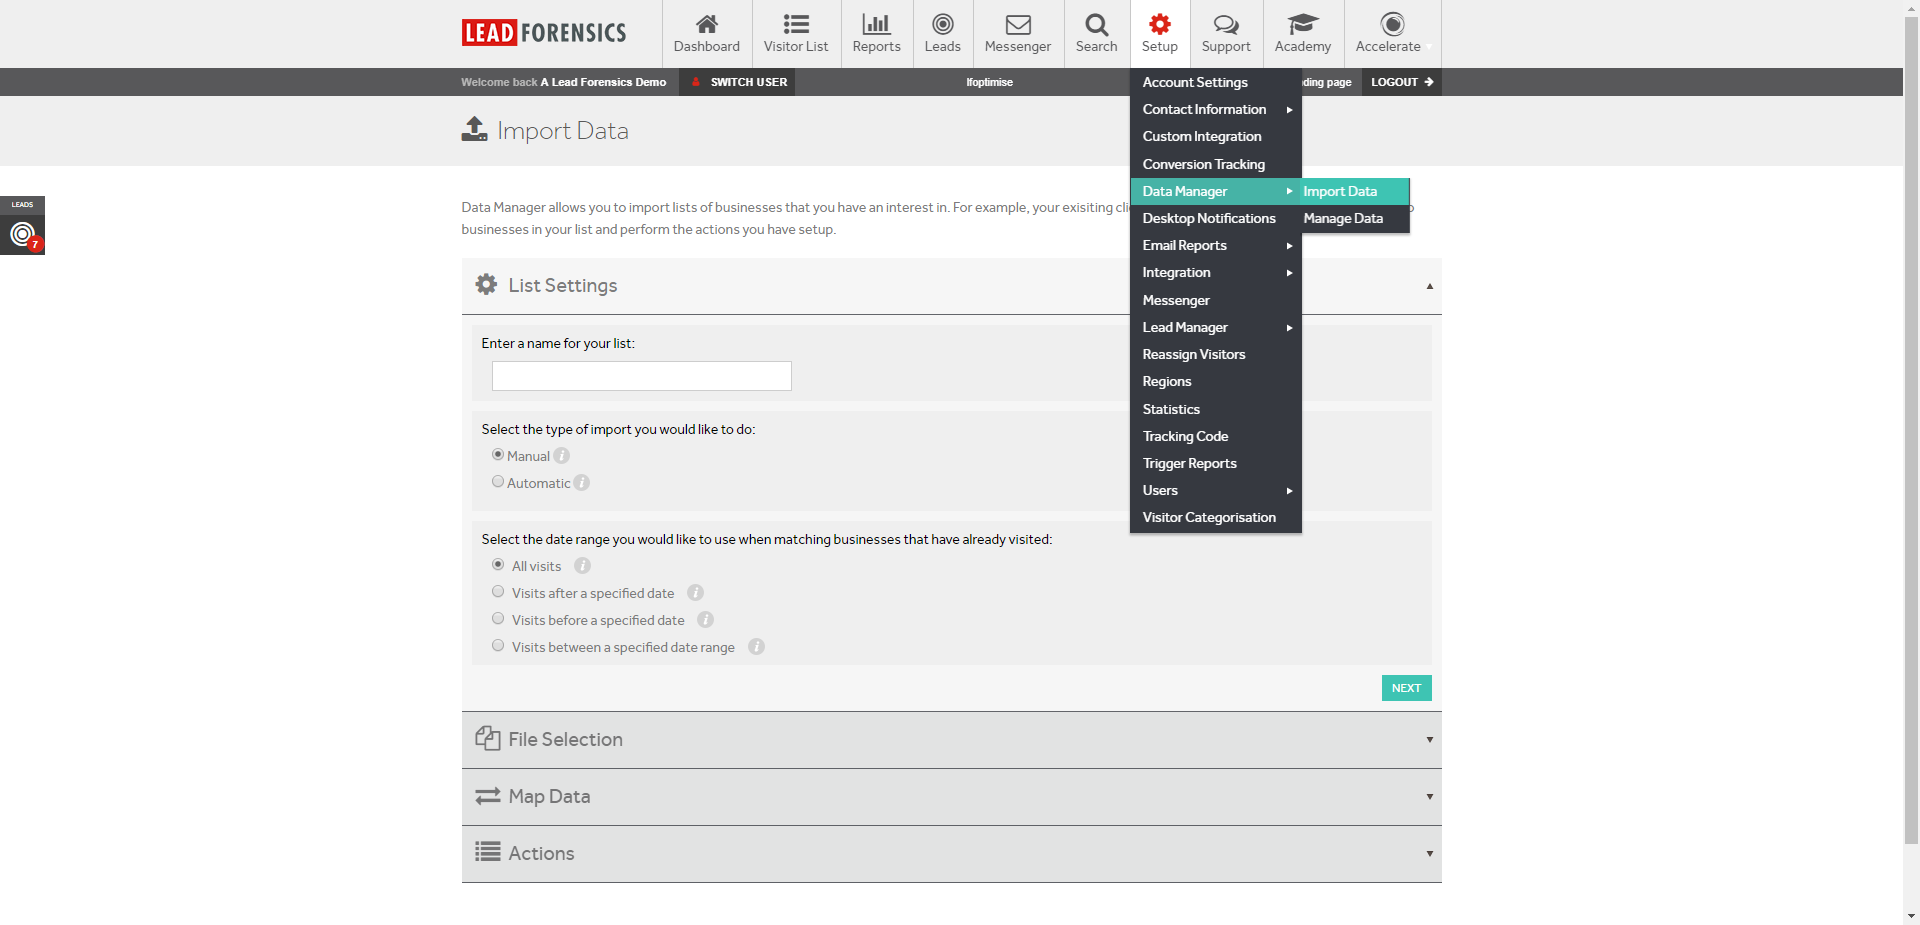 LEAD FORENSICS
Dashboard
Visitor List
Reports
Leads
Messenger
Search
Setup
Support
Academy
Accelerate
Welcome back A Lead Forensics Demo
SWITCH USER
lfoptimise
ding page
LOGOUT
Import Data
LEADS
7
Data Manager allows you to import lists of businesses that you have an interest in. For example, your exisiting cli
businesses in your list and perform the actions you have setup.
Account Settings
Contact Information
Custom Integration
Conversion Tracking
Data Manager
Import Data
Manage Data
Desktop Notifications
Email Reports
Integration
Messenger
Lead Manager
Reassign Visitors
Regions
Statistics
Tracking Code
Trigger Reports
Users
Visitor Categorisation
List Settings
Enter a name for your list:
Select the type of import you would like to do:
Manual
Automatic
Select the date range you would like to use when matching businesses that have already visited:
All visits
Visits after a specified date
Visits before a specified date
Visits between a specified date range
NEXT
File Selection
Map Data
Actions